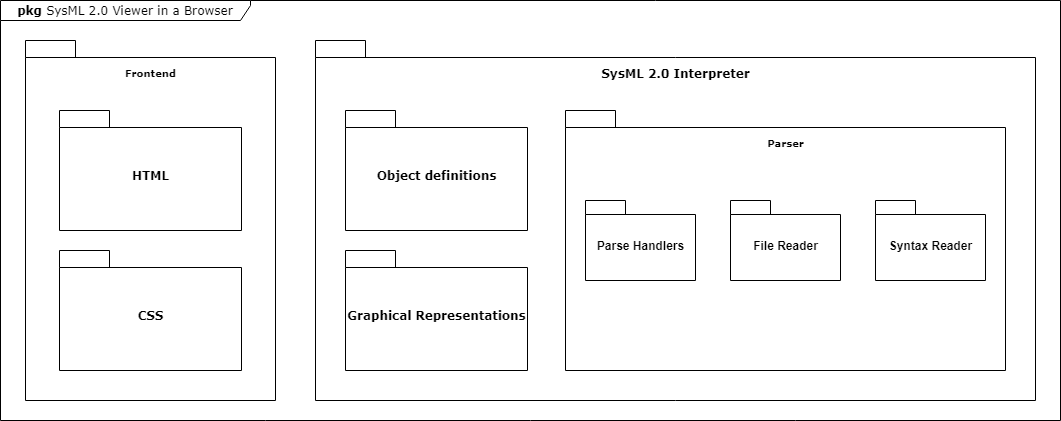 pkg SysML 2.0 Viewer in a Browser
Frontend
HTML
CSS
SysML 2.0 Interpreter
Object definitions
Graphical Representations
Parser
Parse Handlers
File Reader
Syntax Reader